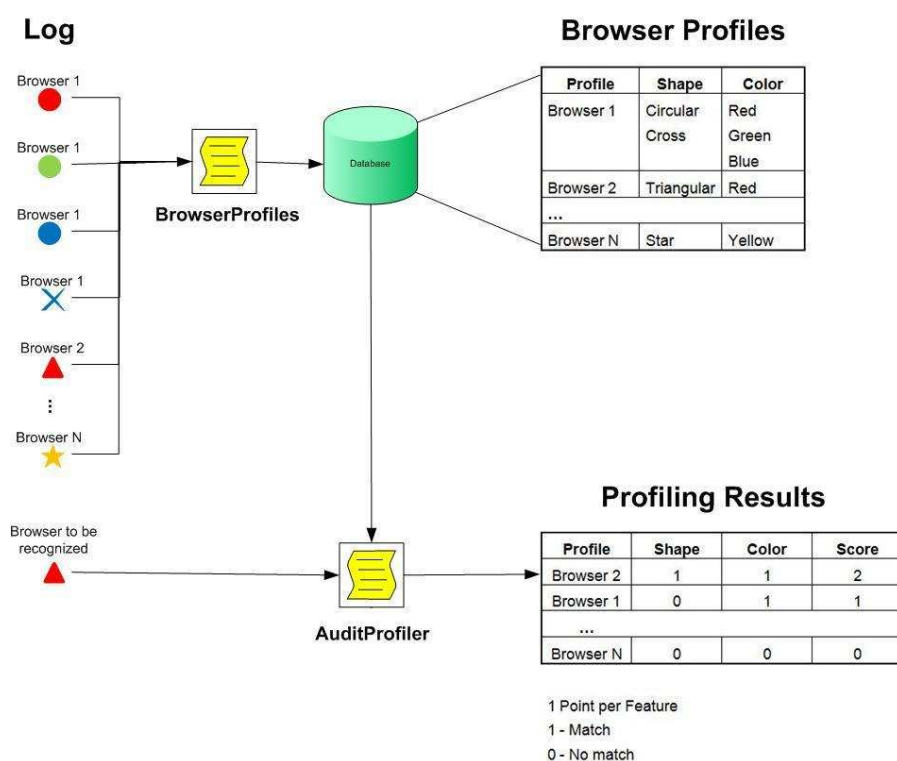 Log
Browser 1
Browser 1
Browser 1
Browser 1
Browser 2
...
Browser N
Browser to be
recognized
BrowserProfiles
Database
AuditProfiler
Browser Profiles
Profile Shape Color
Browser 1 Circular Red
Cross Green
Blue
Browser 2 Triangular Red
...
Browser N Star Yellow
Profiling Results
Profile Shape Color Score
Browser 2 1 1 2
Browser 1 0 1 1
...
Browser N 0 0 0
1 Point per Feature
1 - Match
0 - No match